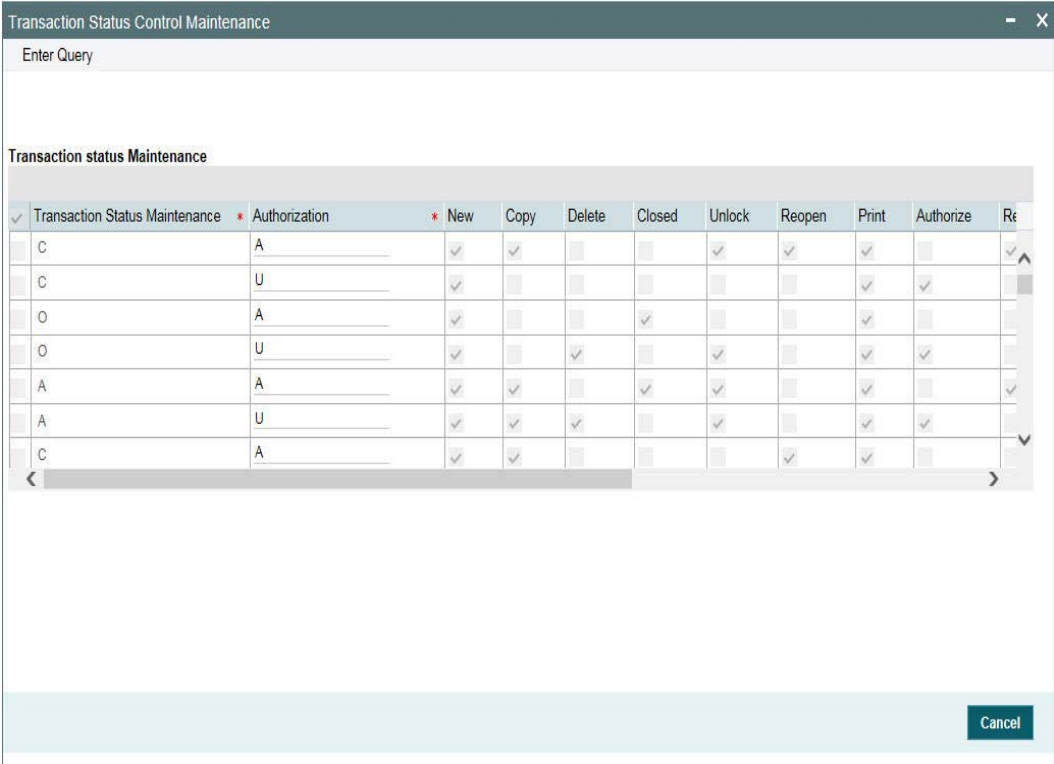 Transaction Status Control Maintenance - X
Enter Query
Transaction status Maintenance
Transaction Status Maintenance * Authorization * New Copy Delete Closed Unlock Reopen Print Authorize Re
C A
C U
O A
O U
A A
A U
C A
Cancel